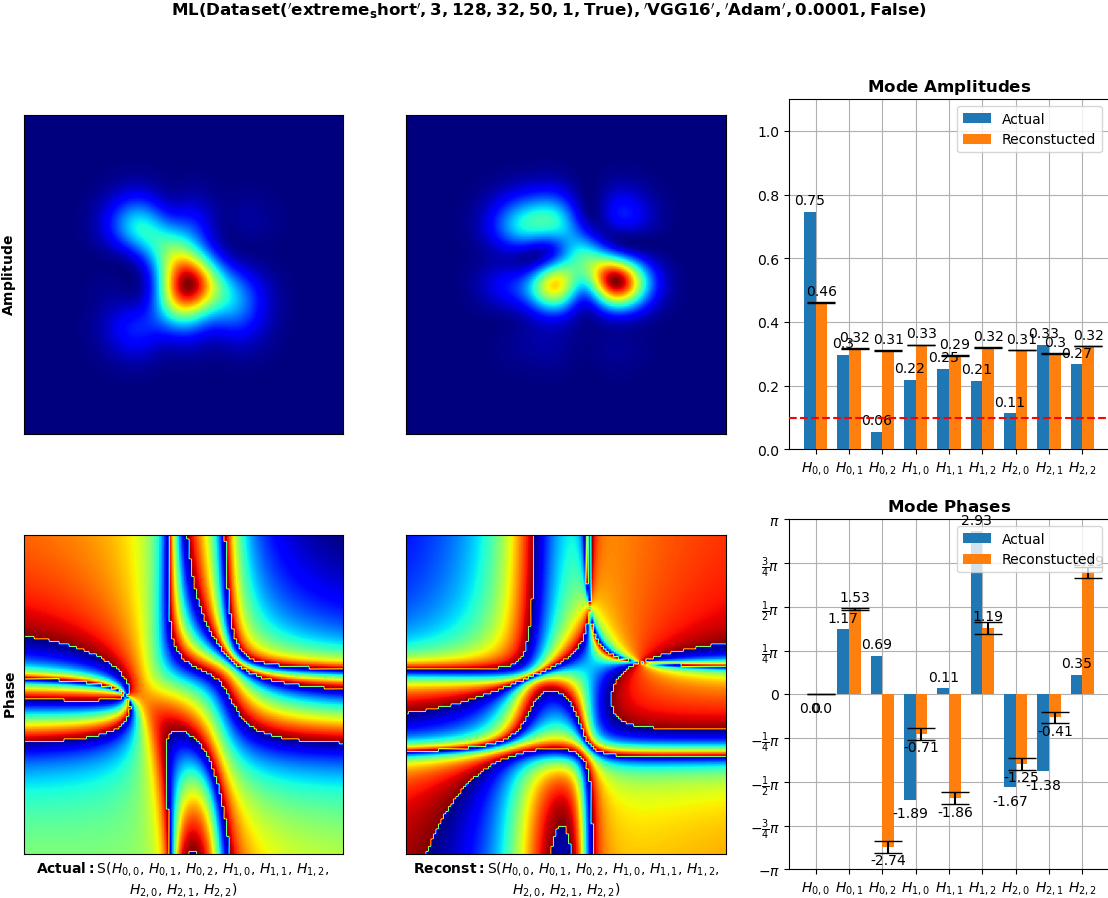 ML(Dataset('extreme_short', 3, 128, 32, 50, 1, True), 'VGG16', 'Adam', 0.0001, False)
Amplitude
Mode Amplitudes
Actual
Reconstucted
1.0
0.8
0.6
0.4
0.2
0.0
0.75
0.46
0.3
0.32
0.06
0.31
0.22
0.33
0.25
0.29
0.21
0.32
0.11
0.31
0.33
0.3
0.27
0.32
H0,0 H0,1 H0,2 H1,0 H1,1 H1,2 H2,0 H2,1 H2,2
Phase
Mode Phases
Actual
Reconstucted
π
3/4π
1/2π
1/4π
0
−1/4π
−1/2π
−3/4π
−π
0.0
0.0
1.17
1.53
0.69
-2.74
-1.89
-0.71
0.11
-1.86
2.93
1.19
-1.67
-1.25
-1.38
-0.41
0.35
H0,0 H0,1 H0,2 H1,0 H1,1 H1,2 H2,0 H2,1 H2,2
Actual: S(H0,0, H0,1, H0,2, H1,0, H1,1, H1,2,
H2,0, H2,1, H2,2)
Reconst: S(H0,0, H0,1, H0,2, H1,0, H1,1, H1,2,
H2,0, H2,1, H2,2)